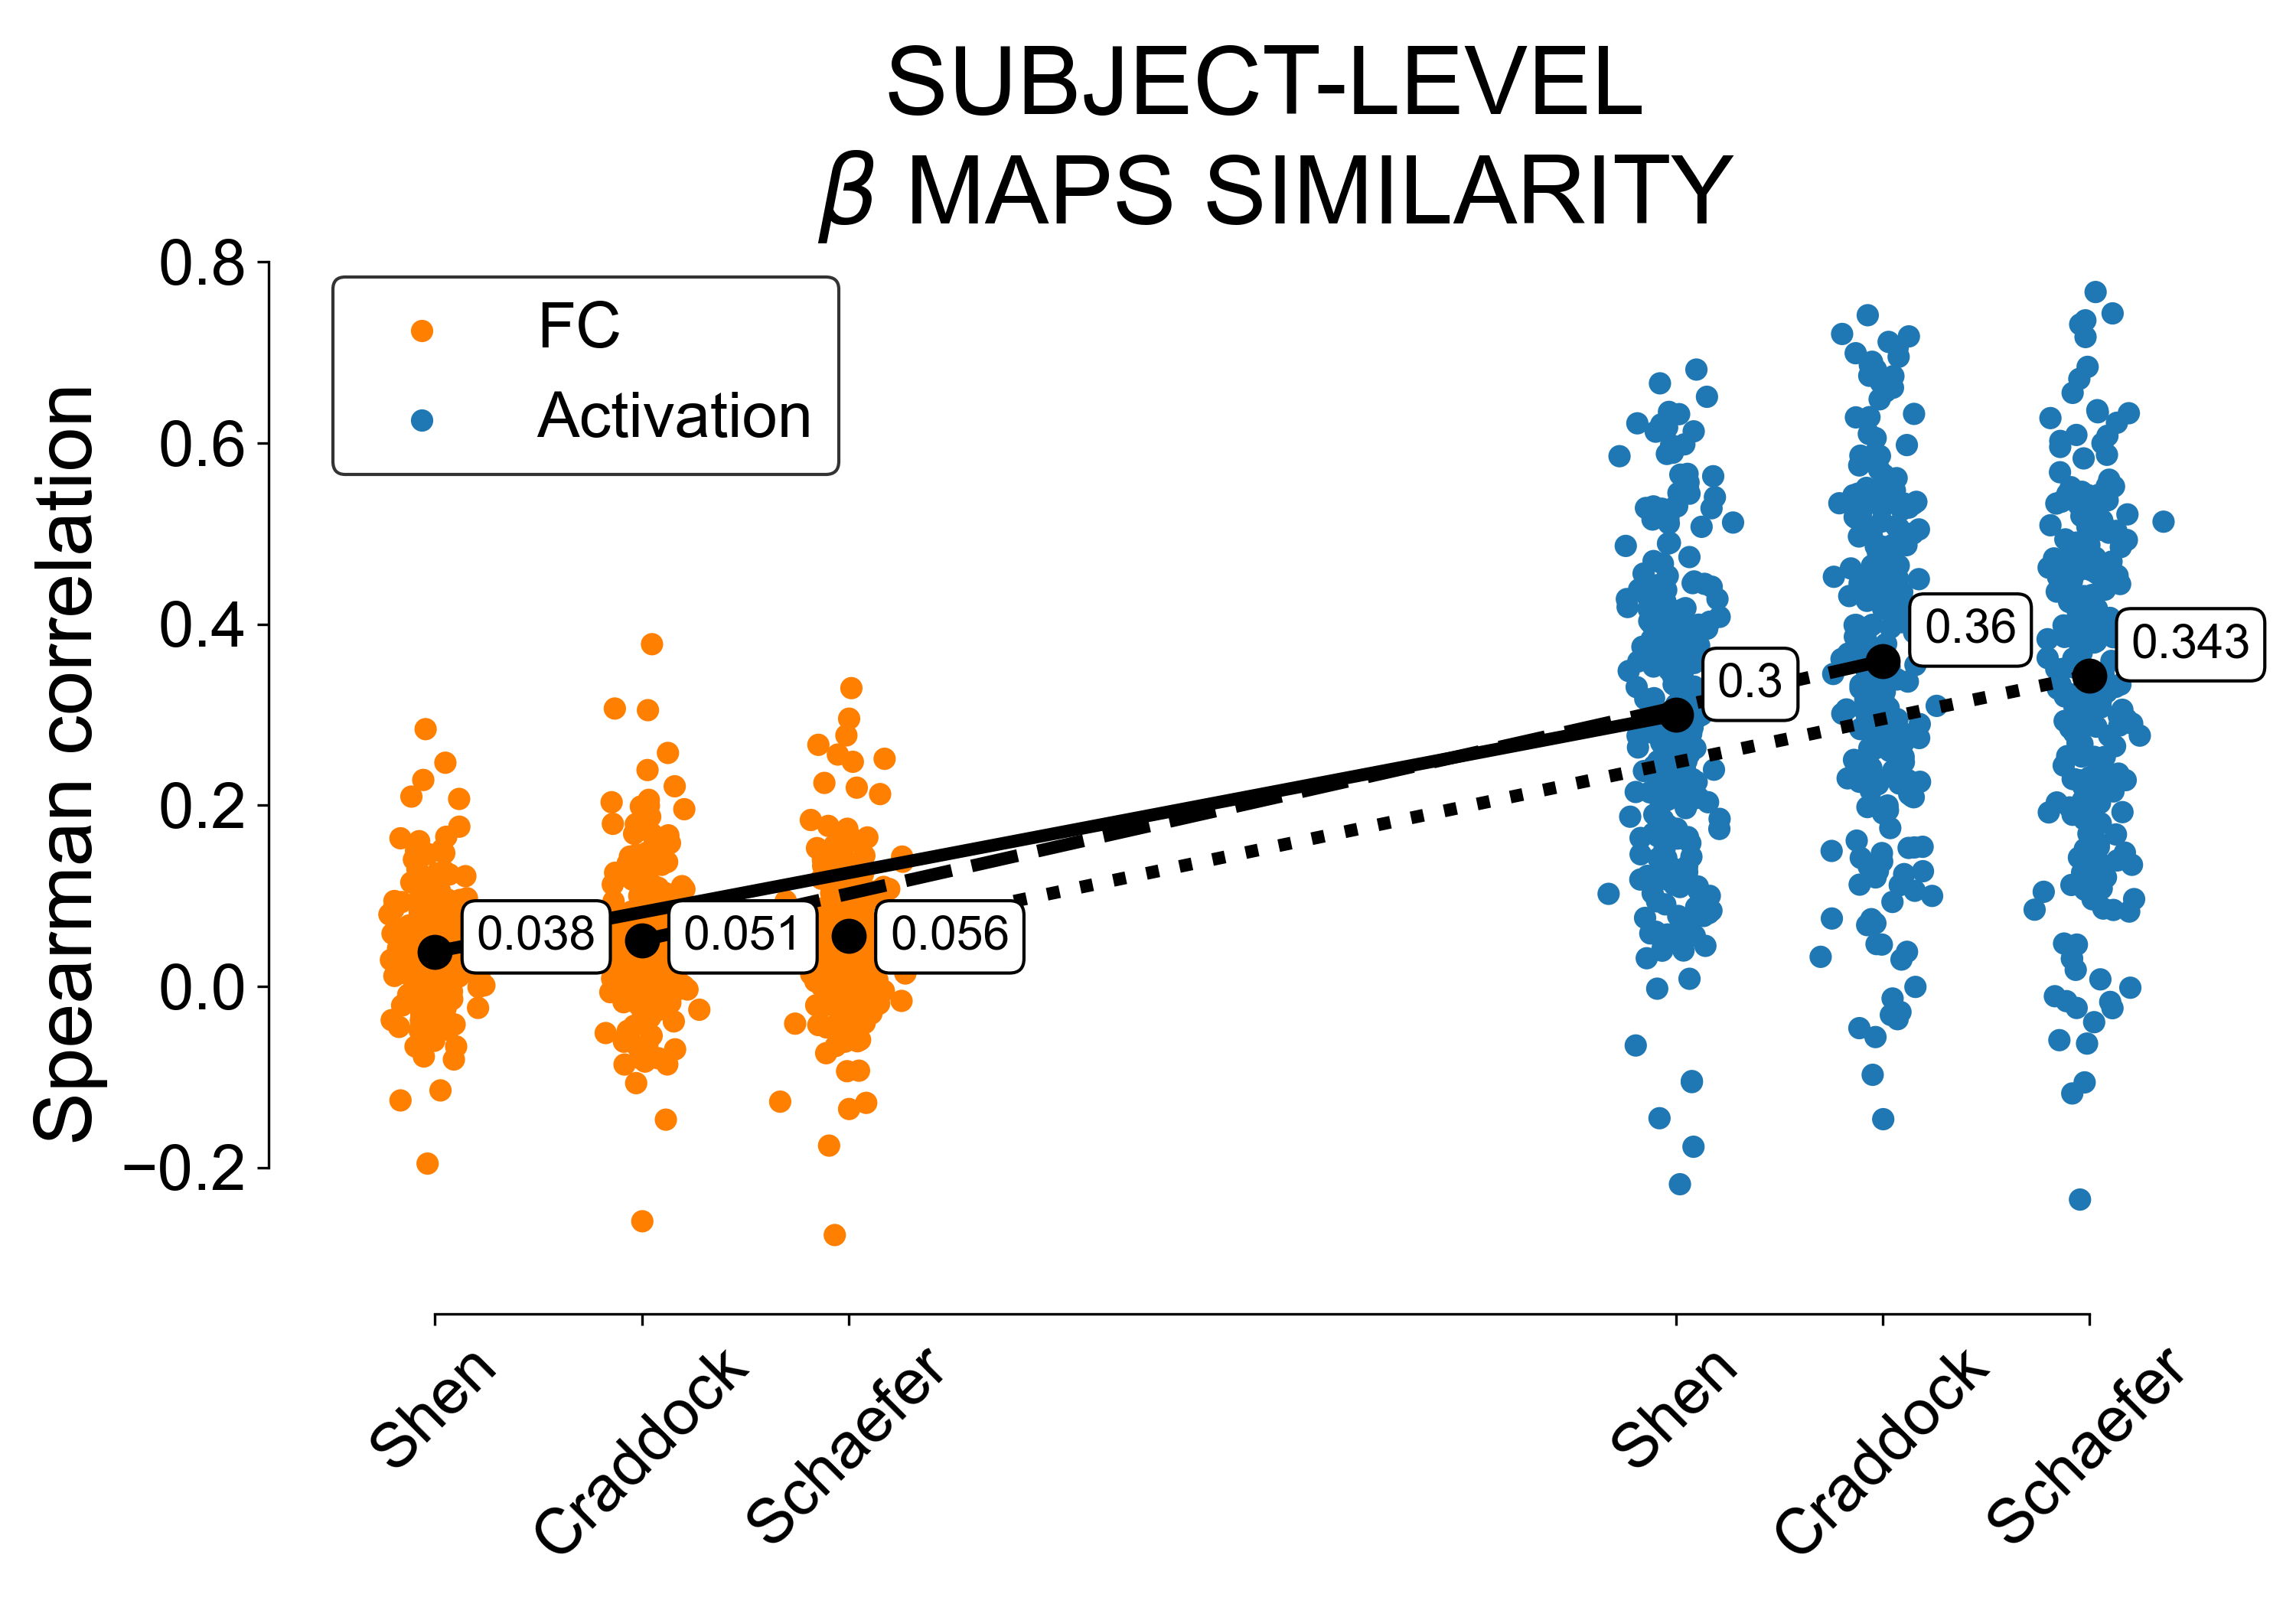 SUBJECT-LEVEL
β MAPS SIMILARITY
Spearman correlation
0.8
0.6
0.4
0.2
0.0
−0.2
FC
Activation
0.038
0.051
0.056
0.3
0.36
0.343
Shen
Craddock
Schaefer
Shen
Craddock
Schaefer